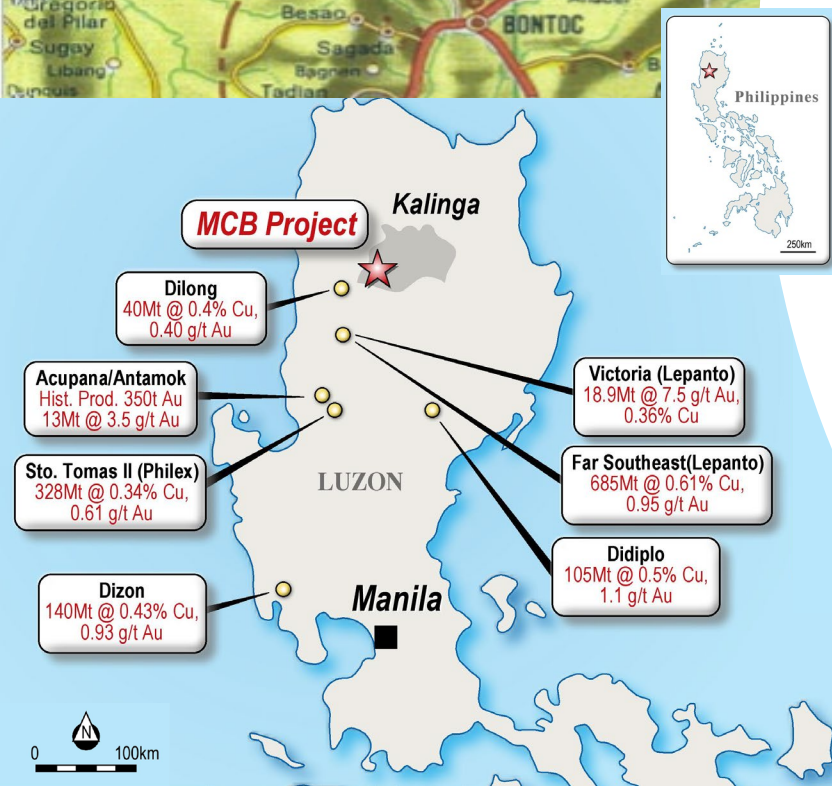 Gregorio
del Pilar
Sugay
Libang
Besao
Sagada
Bagnen
Tadian
BONTOC
B
Philippines
250km
Kalinga
MCB Project
Dilong
40Mt @ 0.4% Cu,
0.40 g/t Au
Acupana/Antamok
Hist. Prod. 350t Au
13Mt @ 3.5 g/t Au
Victoria (Lepanto)
18.9Mt @ 7.5 g/t Au,
0.36% Cu
Sto. Tomas II (Philex)
328Mt @ 0.34% Cu,
0.61 g/t Au
LUZON
Far Southeast(Lepanto)
685Mt @ 0.61% Cu,
0.95 g/t Au
Didiplo
105Mt @ 0.5% Cu,
1.1 g/t Au
Dizon
140Mt @ 0.43% Cu,
0.93 g/t Au
Manila
N
0 100km